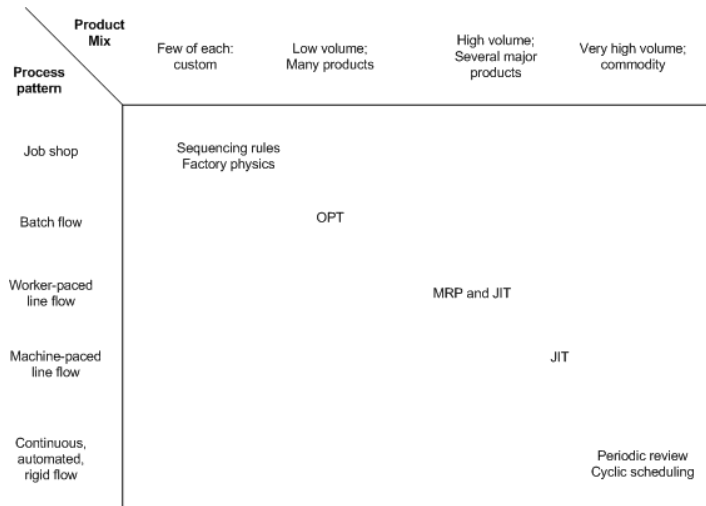 Product
Mix
Process
pattern
Few of each:
custom
Low volume;
Many products
High volume;
Several major
products
Very high volume;
commodity
Job shop
Sequencing rules
Factory physics
Batch flow
OPT
Worker-paced
line flow
MRP and JIT
Machine-paced
line flow
JIT
Continuous,
automated,
rigid flow
Periodic review
Cyclic scheduling